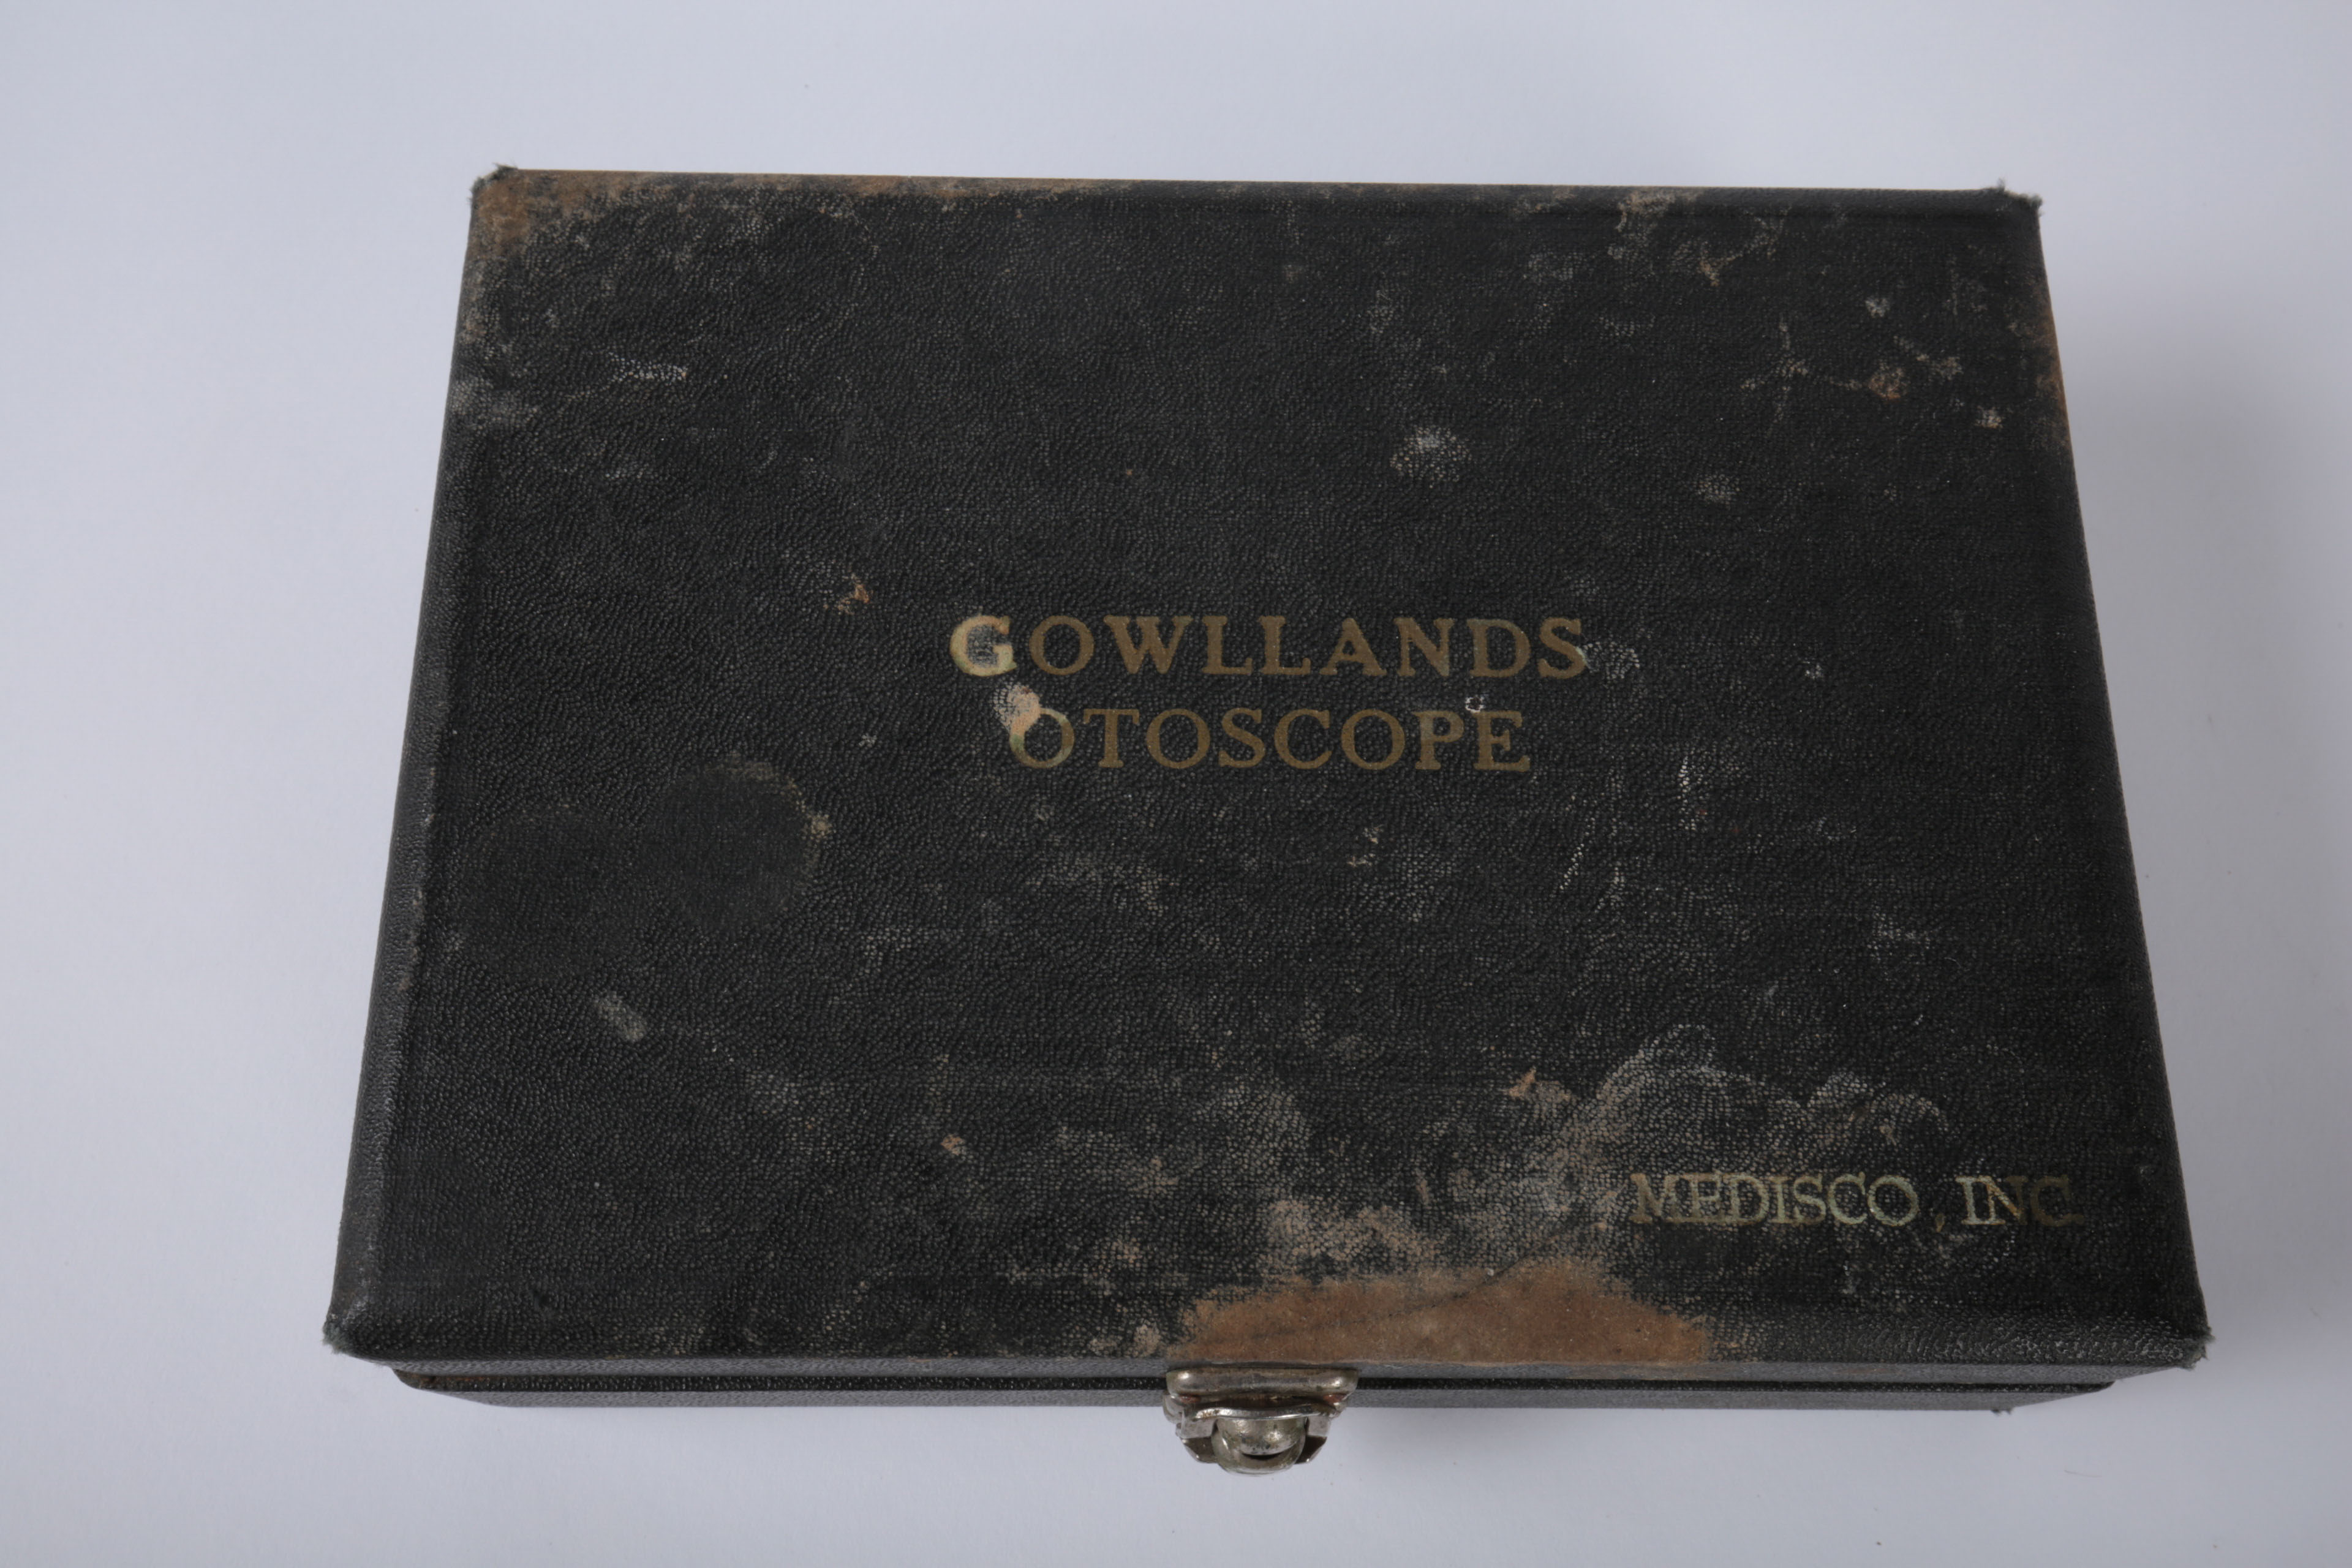 GOWLLANDS
OTOSCOPE
MEDISCO, INC.